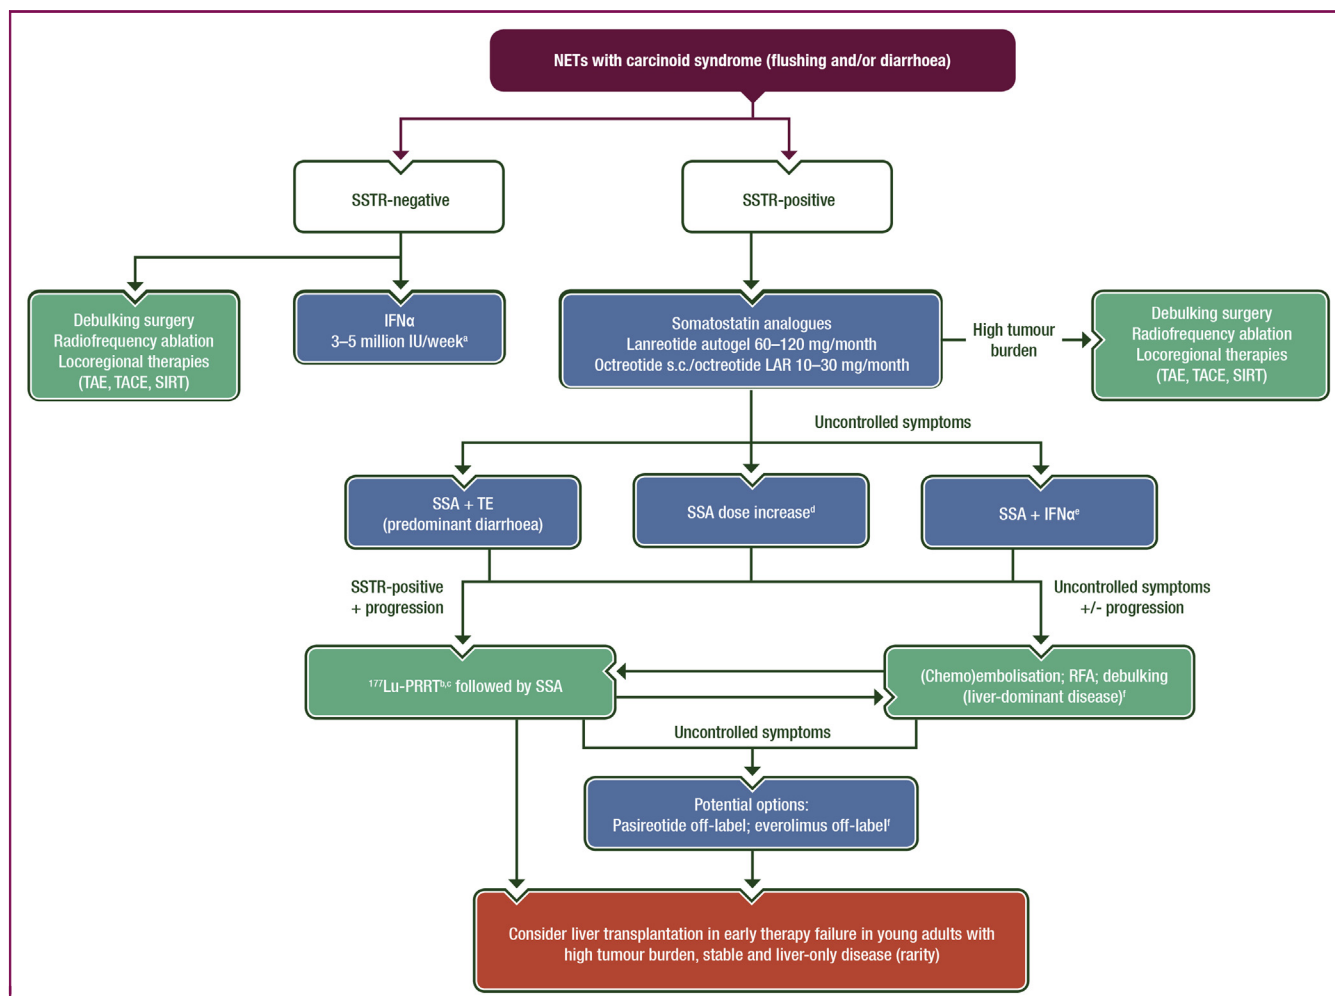 NETs with carcinoid syndrome (flushing and/or diarrhoea)
SSTR-negative
SSTR-positive
Debulking surgery
Radiofrequency ablation
Locoregional therapies
(TAE, TACE, SIRT)
IFNα
3–5 million IU/weekᵃ
Somatostatin analogues
Lanreotide autogel 60–120 mg/month
Octreotide s.c./octreotide LAR 10–30 mg/month
High tumour
burden
Debulking surgery
Radiofrequency ablation
Locoregional therapies
(TAE, TACE, SIRT)
Uncontrolled symptoms
SSA + TE
(predominant diarrhoea)
SSA dose increaseᵈ
SSA + IFNαᵉ
SSTR-positive
+ progression
Uncontrolled symptoms
+/- progression
¹⁷⁷Lu-PRRTᵇ,ᶜ followed by SSA
(Chemo)embolisation; RFA; debulking
(liver-dominant disease)ᶠ
Uncontrolled symptoms
Potential options:
Pasireotide off-label; everolimus off-labelᶠ
Consider liver transplantation in early therapy failure in young adults with
high tumour burden, stable and liver-only disease (rarity)